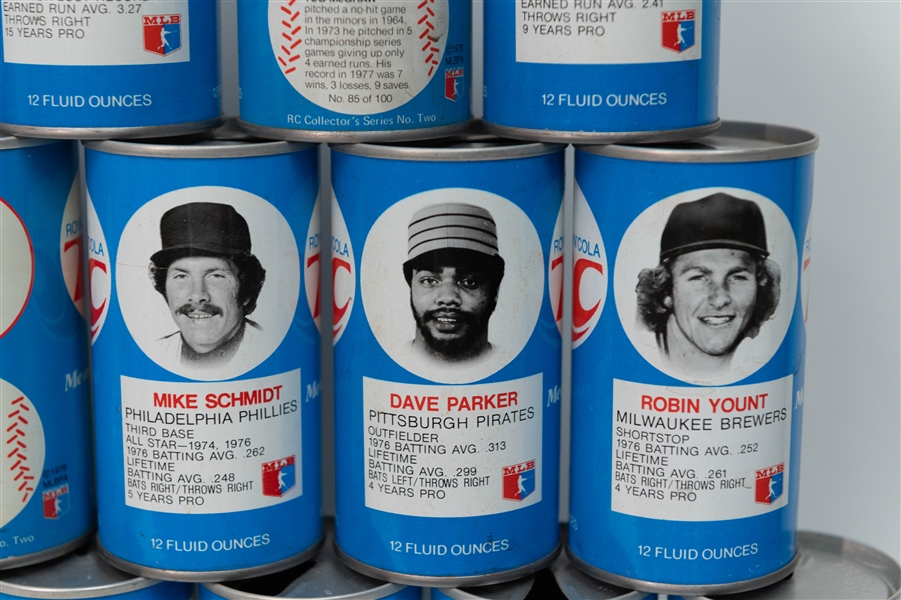 EARNED RUN AVG. 3.27
THROWS RIGHT
15 YEARS PRO
MLB
12 FLUID OUNCES
TUG McGRAW
pitched a no-hit game
in the minors in 1964.
In 1973 he pitched in 5
championship series
games giving up only
4 earned runs. His
record in 1977 was 7
wins, 3 losses, 9 saves.
No. 85 of 100
MLB
RC Collector's Series No. Two
EARNED RUN AVG. 2.41
THROWS RIGHT
9 YEARS PRO
MLB
12 FLUID OUNCES
©1978
MLBPA
MLB
o. Two
COLA
RC
MIKE SCHMIDT
PHILADELPHIA PHILLIES
THIRD BASE
ALL STAR—1974, 1976
1976 BATTING AVG. .262
LIFETIME
BATTING AVG. .248
BATS RIGHT/THROWS RIGHT
5 YEARS PRO
MLB
12 FLUID OUNCES
DAVE PARKER
PITTSBURGH PIRATES
OUTFIELDER
1976 BATTING AVG. .313
LIFETIME
BATTING AVG. .299
BATS LEFT/THROWS RIGHT
4 YEARS PRO
MLB
12 FLUID OUNCES
COLA
ROBIN YOUNT
MILWAUKEE BREWERS
SHORTSTOP
1976 BATTING AVG. .252
LIFETIME
BATTING AVG. .261
BATS RIGHT/THROWS RIGHT
4 YEARS PRO
MLB
12 FLUID OUNCES